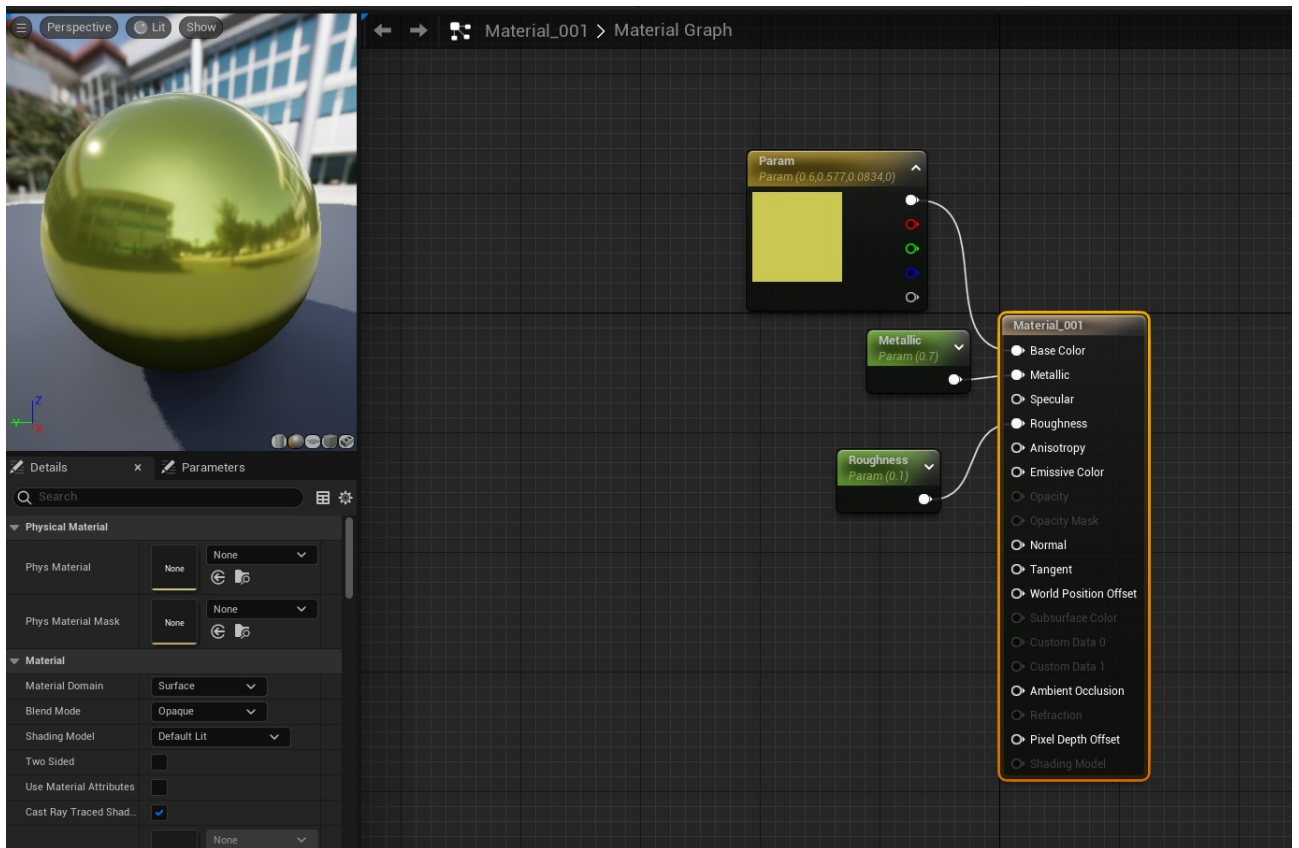 Perspective
Lit
Show
Material_001 > Material Graph
Z
Y
X
Details
Parameters
Search
Physical Material
Phys Material
None
None
Phys Material Mask
None
None
Material
Material Domain
Surface
Blend Mode
Opaque
Shading Model
Default Lit
Two Sided
Use Material Attributes
Cast Ray Traced Shad...
None
Param
Param (0.6,0.577,0.0834,0)
Metallic
Param (0.7)
Roughness
Param (0.1)
Material_001
Base Color
Metallic
Specular
Roughness
Anisotropy
Emissive Color
Opacity
Opacity Mask
Normal
Tangent
World Position Offset
Subsurface Color
Custom Data 0
Custom Data 1
Ambient Occlusion
Refraction
Pixel Depth Offset
Shading Model